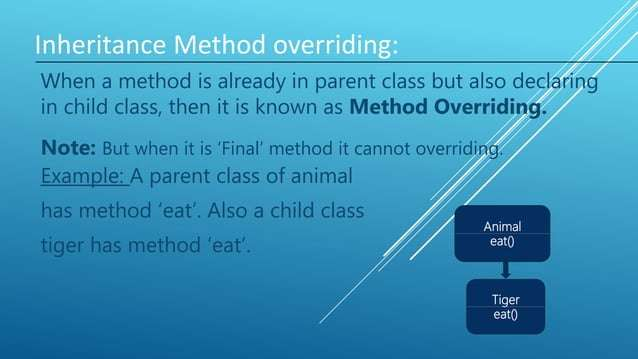 Inheritance Method overriding:
When a method is already in parent class but also declaring
in child class, then it is known as Method Overriding.
Note: But when it is ‘Final’ method it cannot overriding.
Example: A parent class of animal
has method ‘eat’. Also a child class
tiger has method ‘eat’.
Animal
eat()
Tiger
eat()